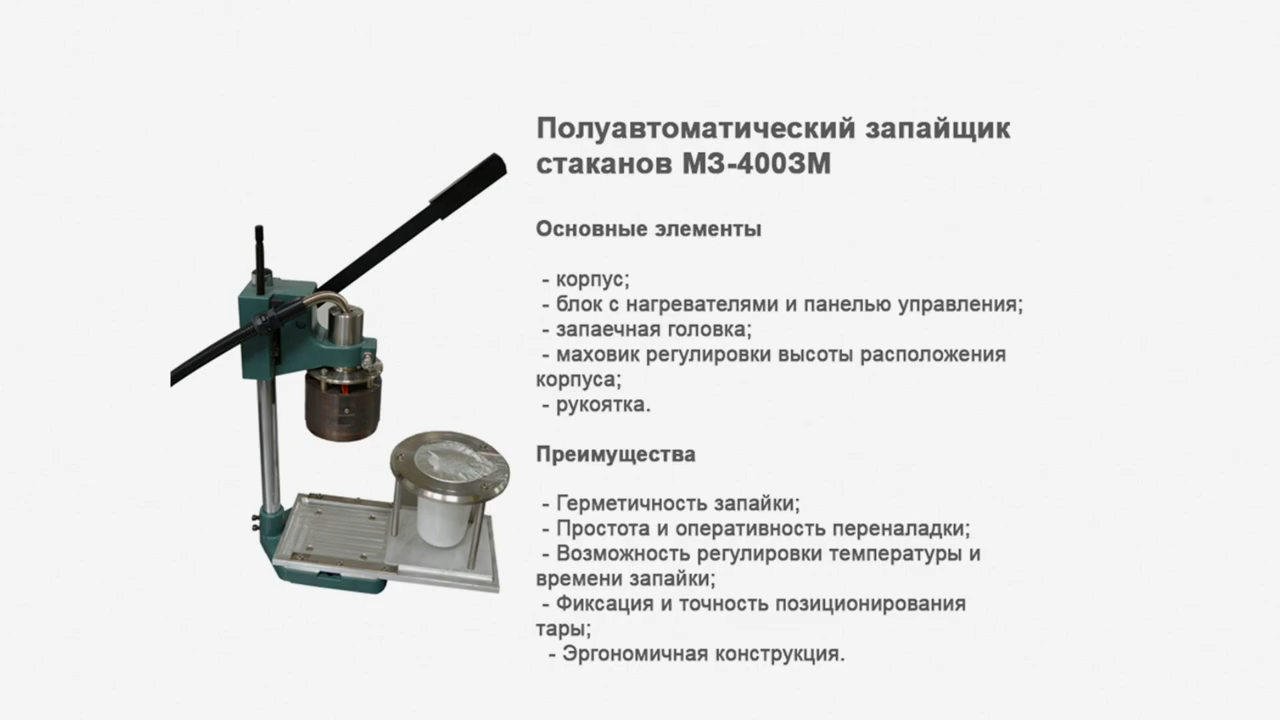 Полуавтоматический запайщик
стаканов МЗ-400ЗМ
Основные элементы
- корпус;
- блок с нагревателями и панелью управления;
- запаечная головка;
- маховик регулировки высоты расположения
корпуса;
- рукоятка.
Преимущества
- Герметичность запайки;
- Простота и оперативность переналадки;
- Возможность регулировки температуры и
времени запайки;
- Фиксация и точность позиционирования
тары;
- Эргономичная конструкция.